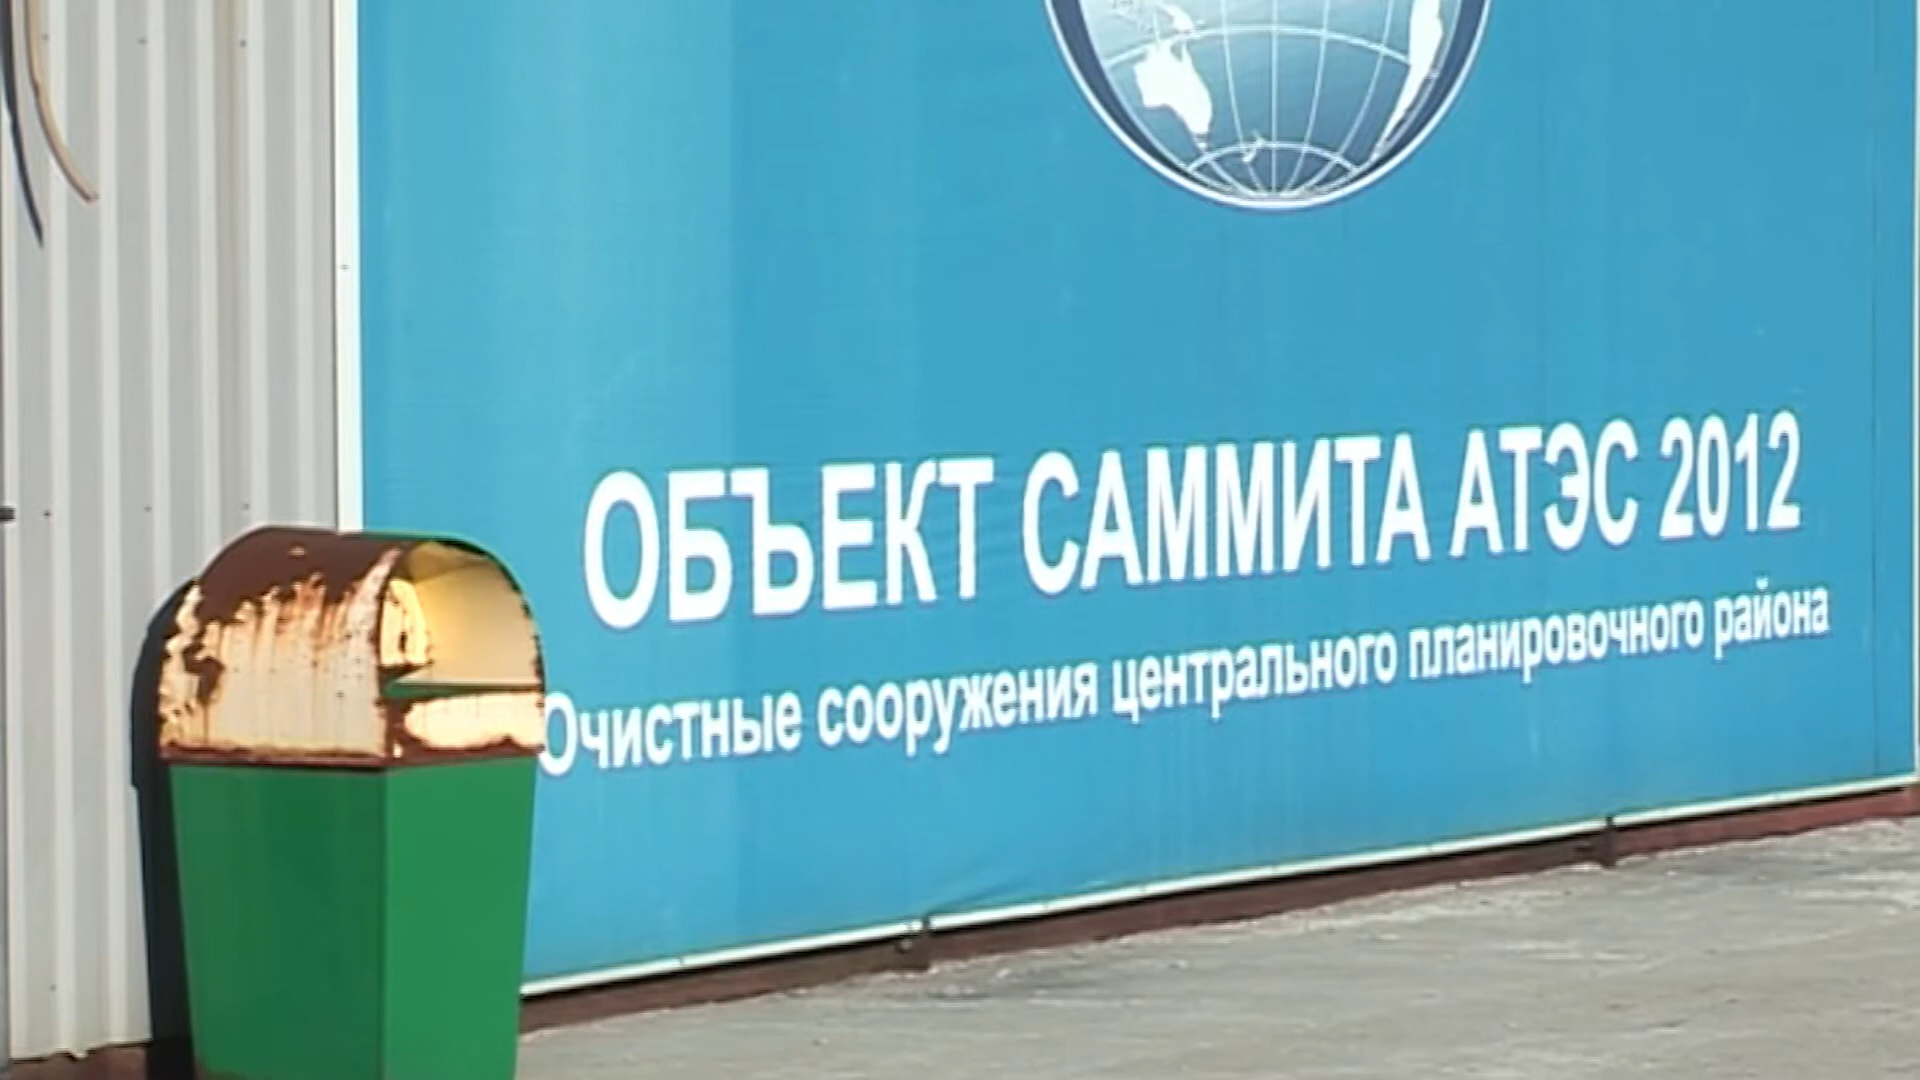 ОБЪЕКТ САММИТА АТЭС 2012
Очистные сооружения центрального планировочного района